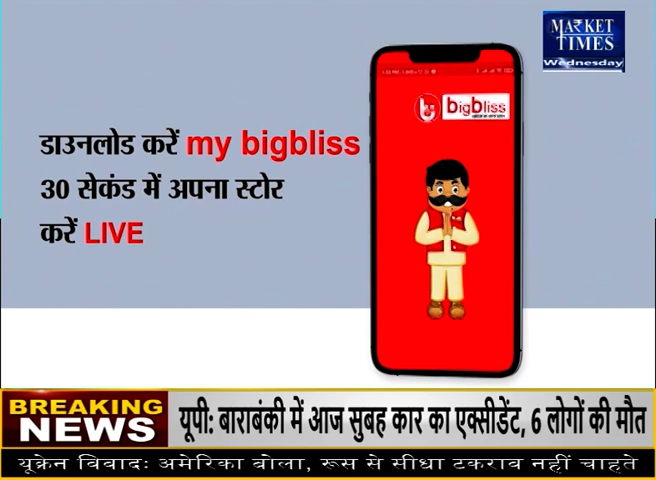 MARKET
TIMES
Wednesday
bigbliss
डाउनलोड करें my bigbliss
30 सेकंड में अपना स्टोर
करें LIVE
BREAKING
NEWS
यूपी: बाराबंकी में आज सुबह कार का एक्सीडेंट, 6 लोगों की मौत
यूक्रेन विवाद: अमेरिका बोला, रूस से सीधा टकराव नहीं चाहते